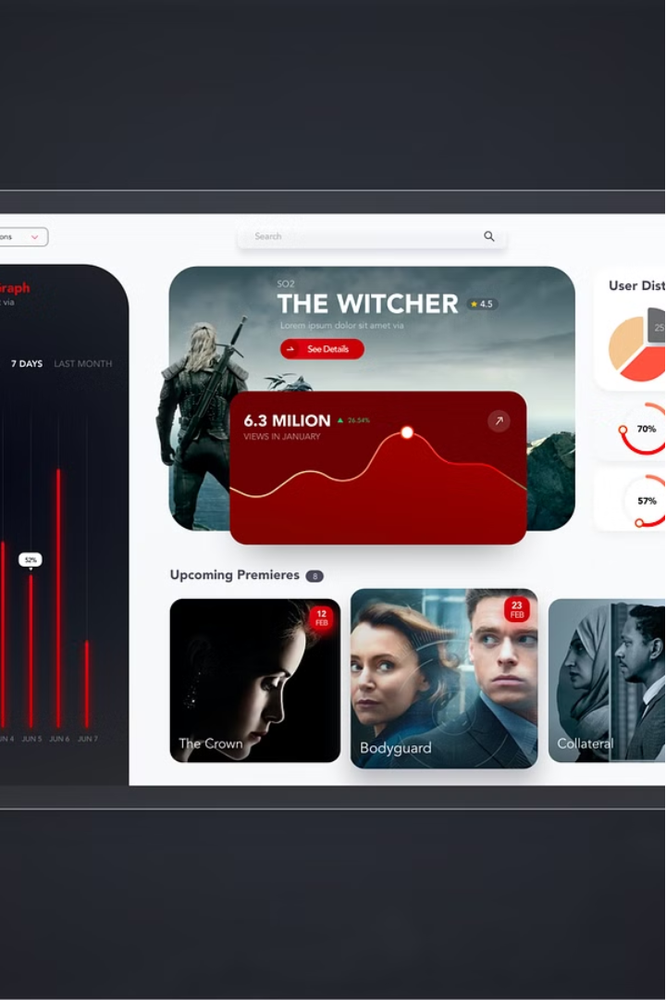 ons
Search
Graph
t via
7 DAYS LAST MONTH
52%
JUN 4 JUN 5 JUN 6 JUN 7
SO2
THE WITCHER 4.5
Lorem ipsum dolor sit amet via
See Details
6.3 MILION 26.54%
VIEWS IN JANUARY
User Dist
25
70%
57%
Upcoming Premieres 8
12
FEB
The Crown
23
FEB
Bodyguard
Collateral